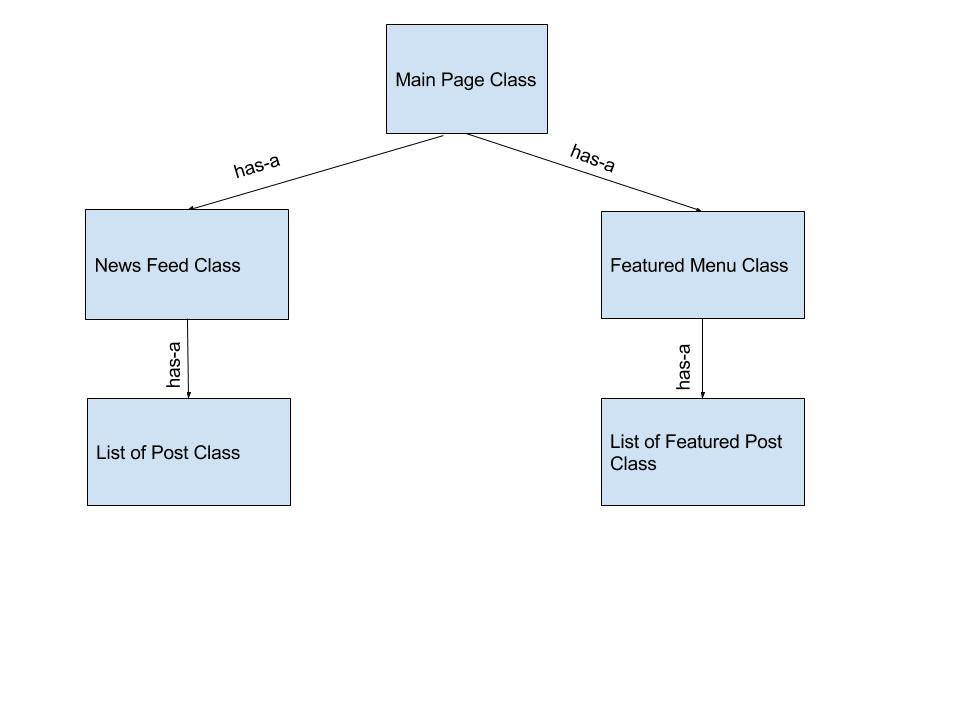 Main Page Class
has-a
has-a
News Feed Class
Featured Menu Class
has-a
has-a
List of Post Class
List of Featured Post
Class